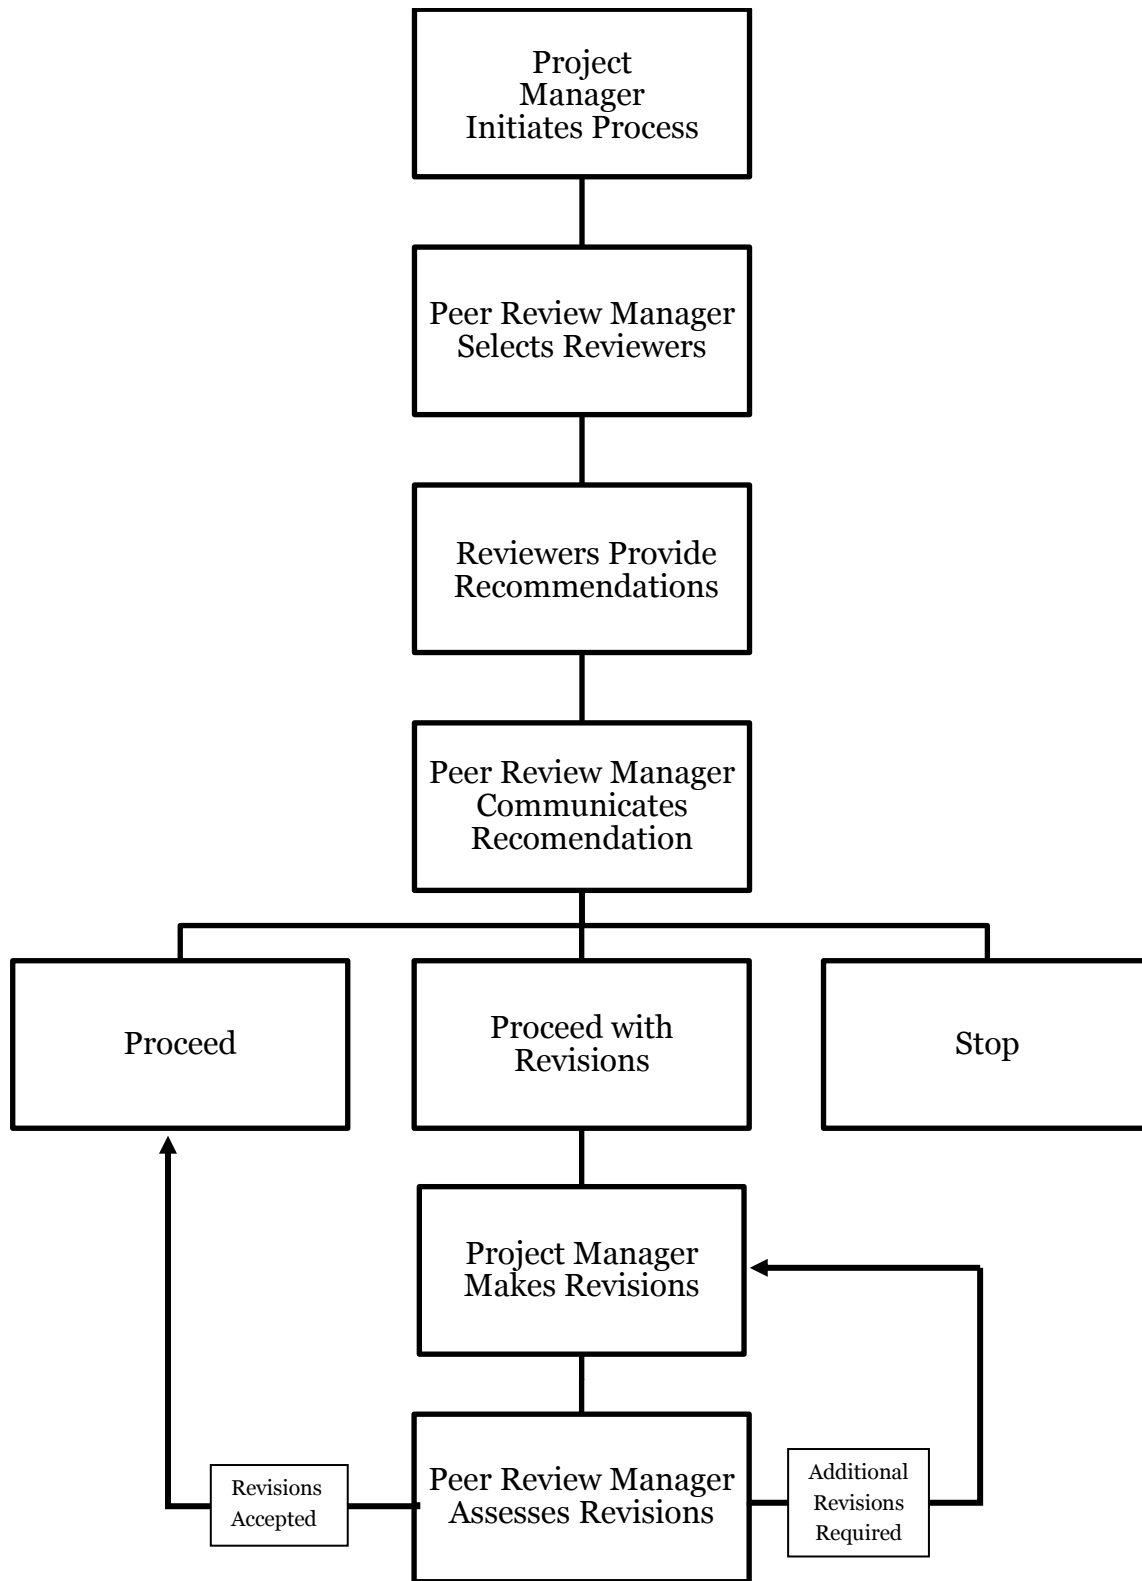 Project
Manager
Initiates Process
Peer Review Manager
Selects Reviewers
Reviewers Provide
Recommendations
Peer Review Manager
Communicates
Recomendation
Proceed
Proceed with
Revisions
Stop
Project Manager
Makes Revisions
Revisions
Accepted
Peer Review Manager
Assesses Revisions
Additional
Revisions
Required